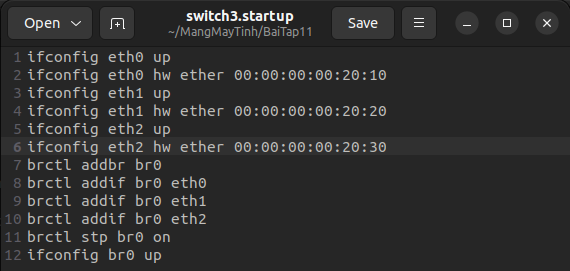 Open
switch3.startup
~/MangMayTinh/BaiTap11
Save
1 ifconfig eth0 up
2 ifconfig eth0 hw ether 00:00:00:00:20:10
3 ifconfig eth1 up
4 ifconfig eth1 hw ether 00:00:00:00:20:20
5 ifconfig eth2 up
6 ifconfig eth2 hw ether 00:00:00:00:20:30
7 brctl addbr br0
8 brctl addif br0 eth0
9 brctl addif br0 eth1
10 brctl addif br0 eth2
11 brctl stp br0 on
12 ifconfig br0 up